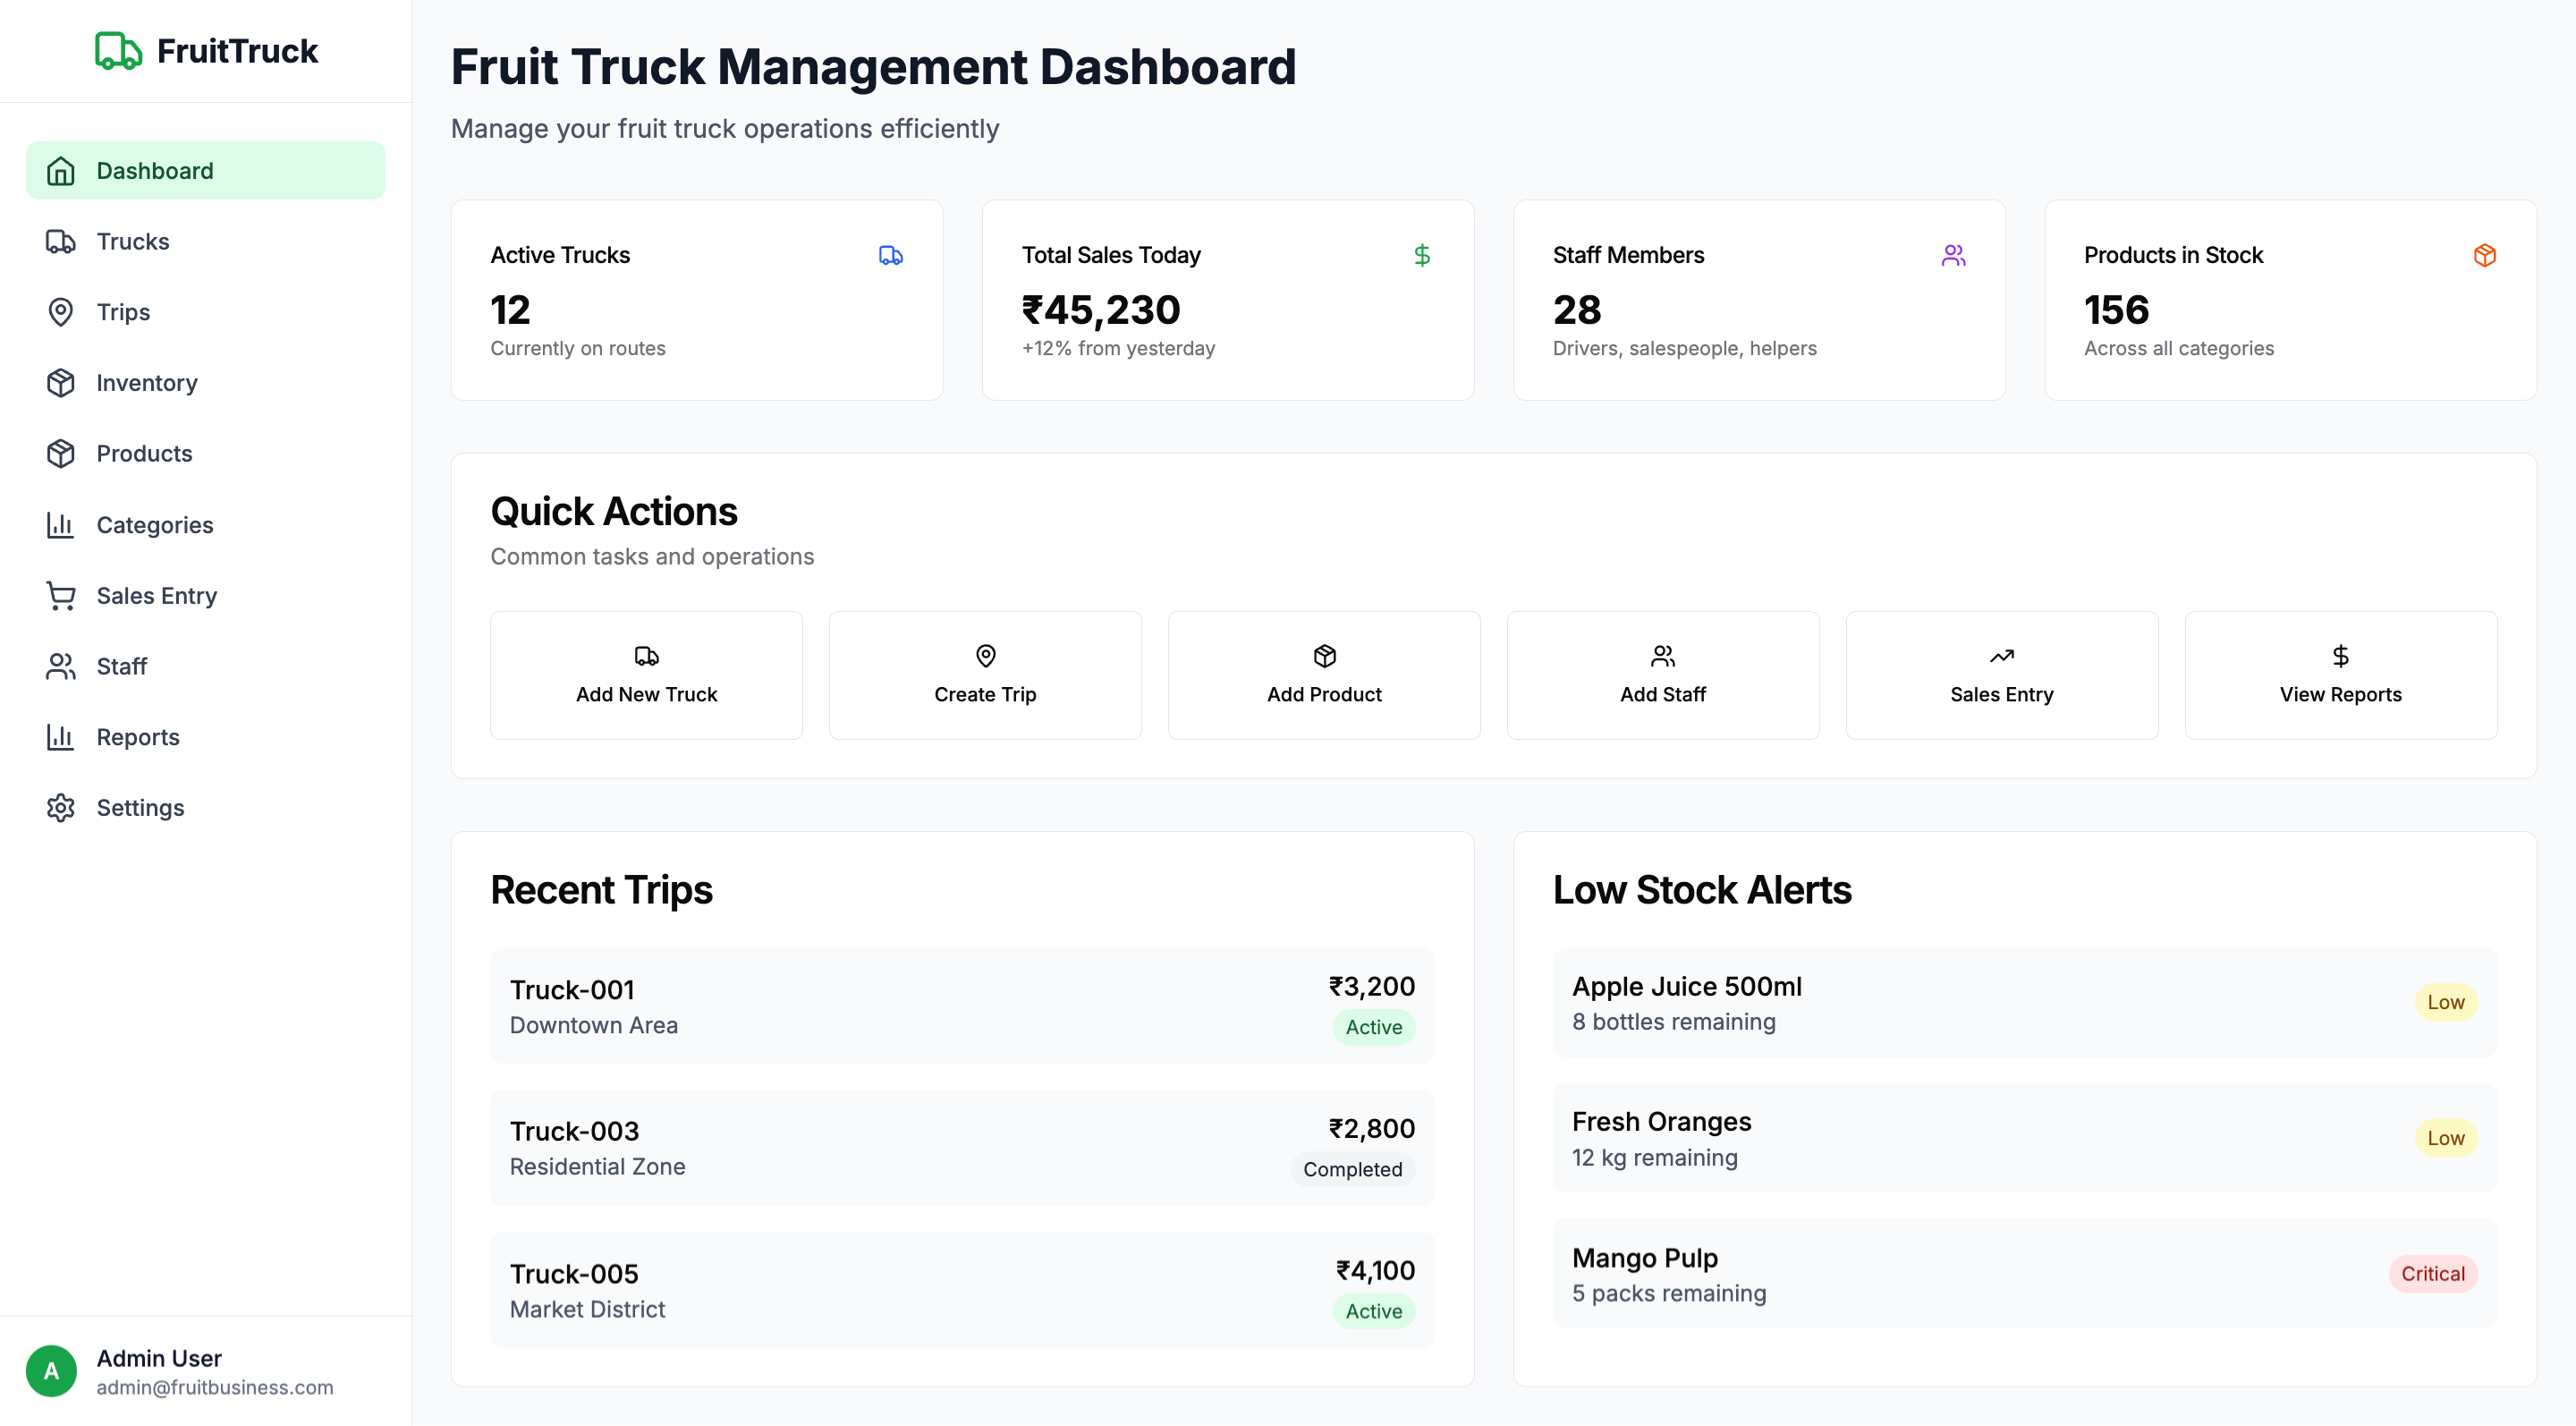 FruitTruck
Dashboard
Trucks
Trips
Inventory
Products
Categories
Sales Entry
Staff
Reports
Settings
A
Admin User
admin@fruitbusiness.com
Fruit Truck Management Dashboard
Manage your fruit truck operations efficiently
Active Trucks
12
Currently on routes
Total Sales Today
₹45,230
+12% from yesterday
Staff Members
28
Drivers, salespeople, helpers
Products in Stock
156
Across all categories
Quick Actions
Common tasks and operations
Add New Truck
Create Trip
Add Product
Add Staff
Sales Entry
View Reports
Recent Trips
Truck-001
Downtown Area
₹3,200
Active
Truck-003
Residential Zone
₹2,800
Completed
Truck-005
Market District
₹4,100
Active
Low Stock Alerts
Apple Juice 500ml
8 bottles remaining
Low
Fresh Oranges
12 kg remaining
Low
Mango Pulp
5 packs remaining
Critical